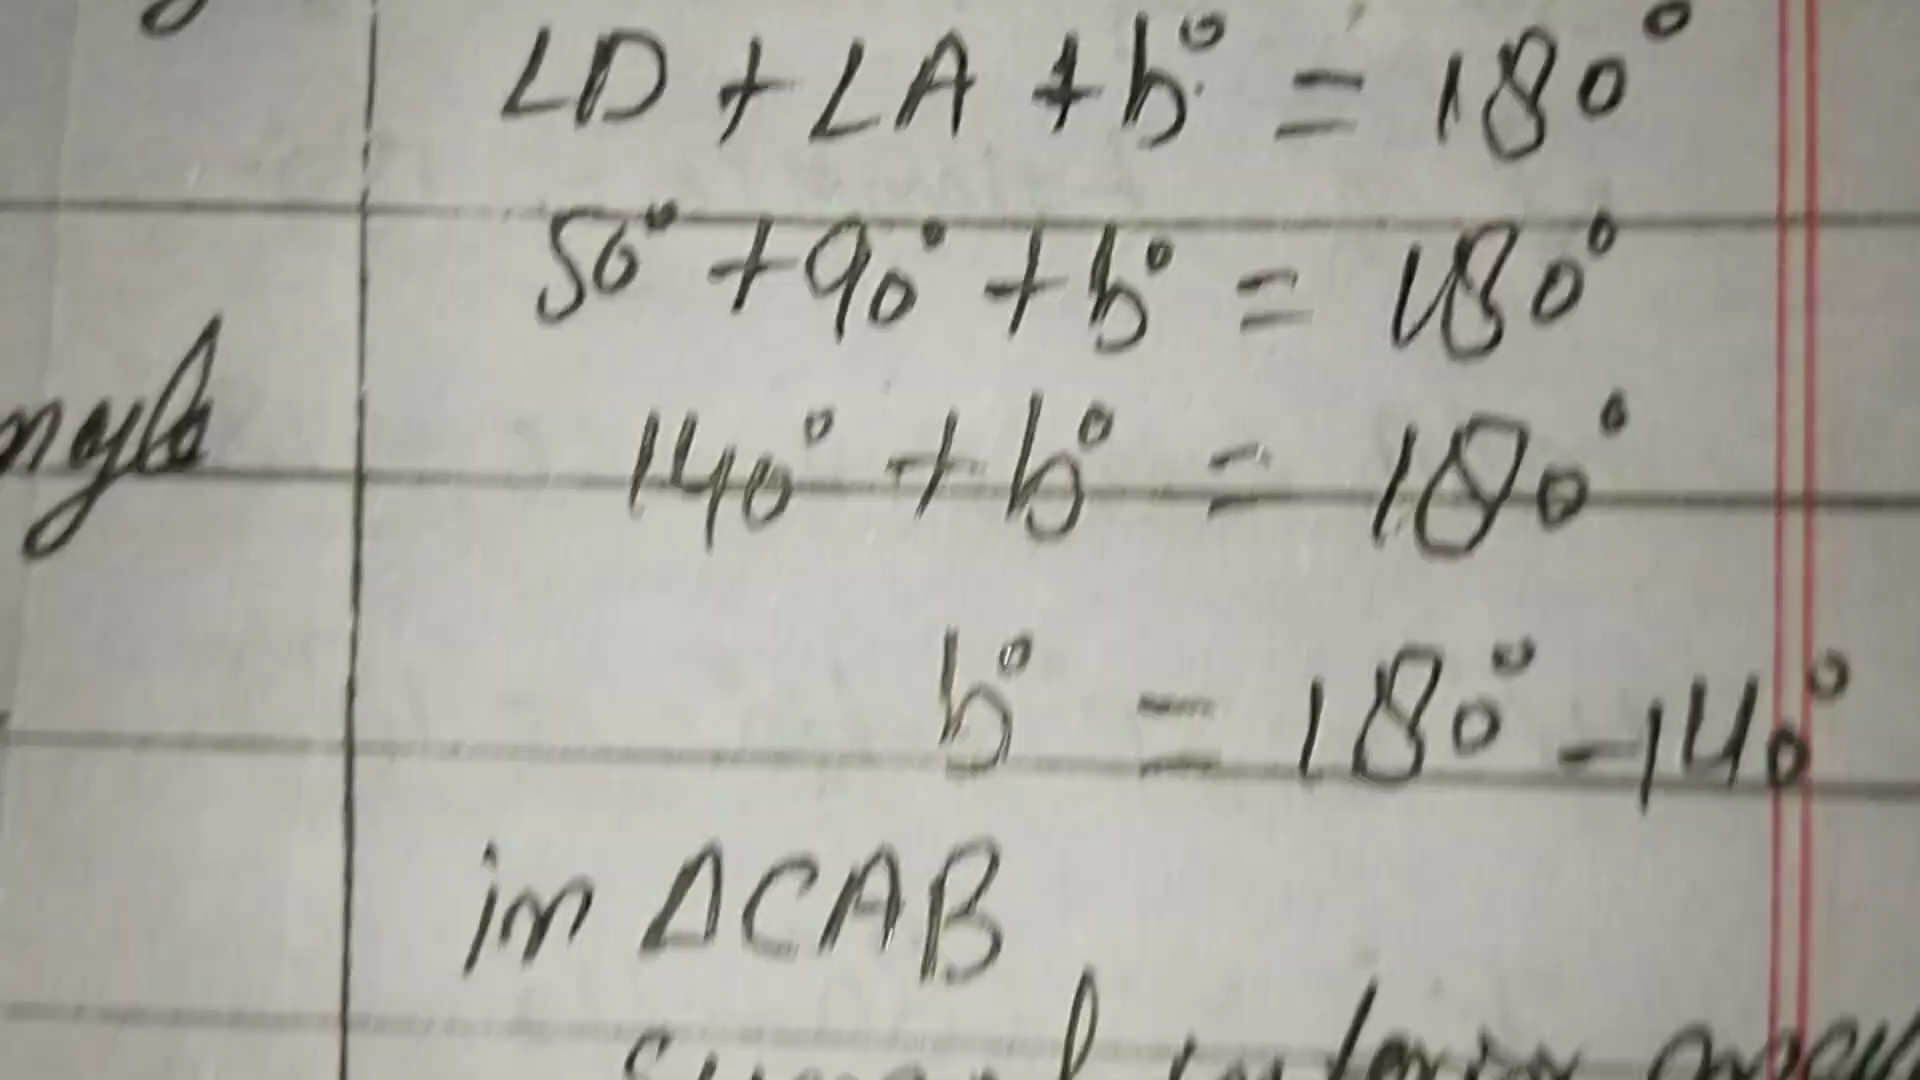 ∠D + ∠A + b° = 180°
50° + 90° + b° = 180°
140° + b° = 180°
b° = 180° - 140°
in ΔCAB